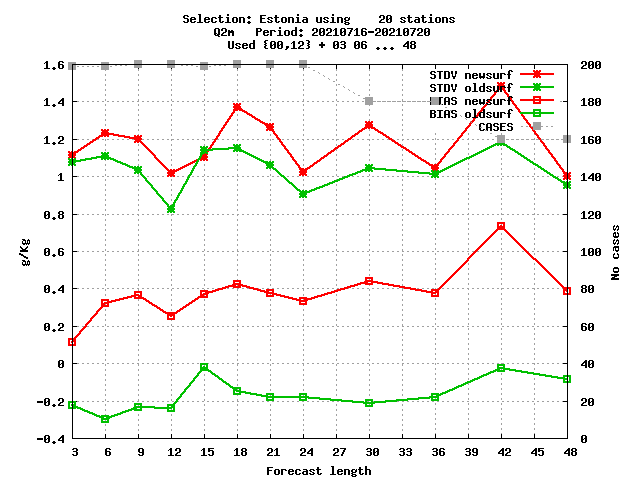 Selection: Estonia using    20 stations
Q2m   Period: 20210716-20210720
Used {00,12} + 03 06 ... 48
STDV newsurf
STDV oldsurf
BIAS newsurf
BIAS oldsurf
CASES
1.6
1.4
1.2
1
0.8
0.6
0.4
0.2
0
-0.2
-0.4
g/Kg
200
180
160
140
120
100
80
60
40
20
0
No cases
3 6 9 12 15 18 21 24 27 30 33 36 39 42 45 48
Forecast length